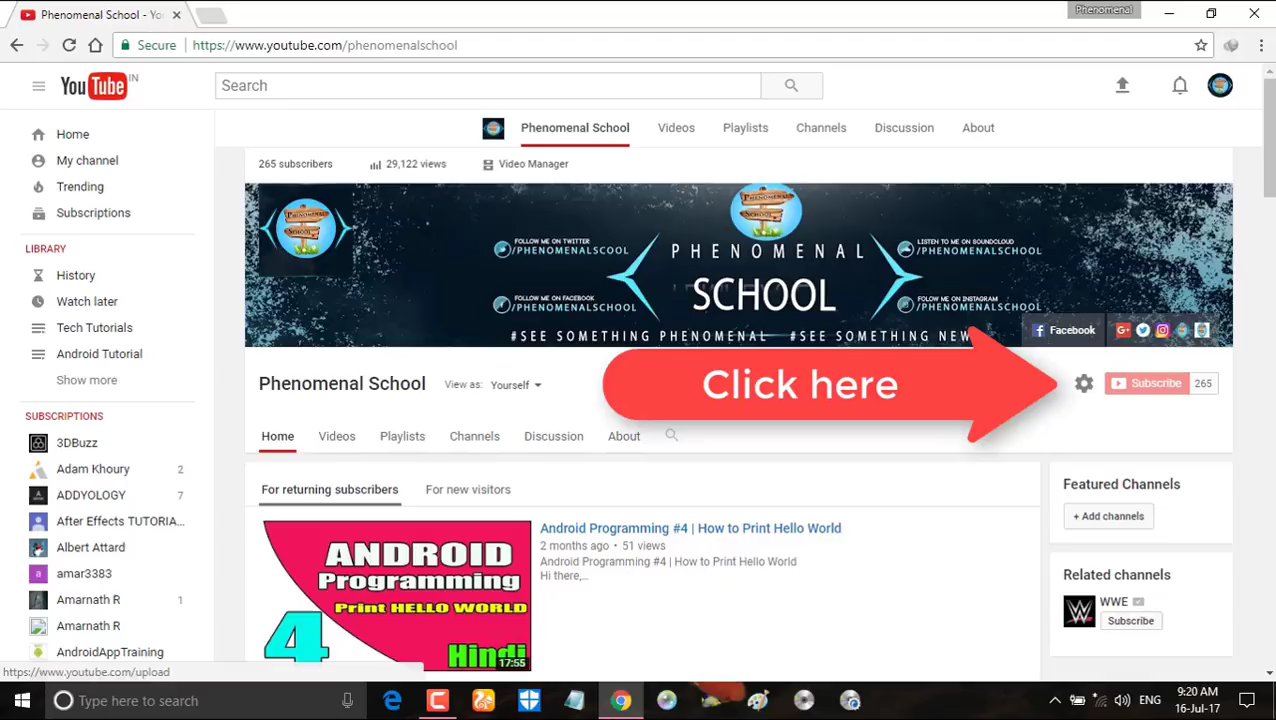 Phenomenal School - You
Phenomenal
Secure https://www.youtube.com/phenomenalschool
YouTube IN
Search
Phenomenal School Videos Playlists Channels Discussion About
Home
My channel
Trending
Subscriptions
LIBRARY
History
Watch later
Tech Tutorials
Android Tutorial
Show more
SUBSCRIPTIONS
3DBuzz
Adam Khoury 2
ADDYOLOGY 7
After Effects TUTORIA...
Albert Attard
amar3383
Amarnath R 1
Amarnath R
AndroidAppTraining
265 subscribers 29,122 views Video Manager
PHENOMENAL
SCHOOL
FOLLOW ME ON TWITTER
/PHENOMENALSCOOL
FOLLOW ME ON FACEBOOK
/PHENOMENALSCHOOL
PHENOMENAL
SCHOOL
LISTEN TO ME ON SOUNDCLOUD
/PHENOMENALSCHOOL
FOLLOW ME ON INSTAGRAM
/PHENOMENALSCHOOL
#SEE SOMETHING PHENOMENAL #SEE SOMETHING NEW
Facebook
Phenomenal School View as: Yourself
Click here
Subscribe 265
Home Videos Playlists Channels Discussion About
For returning subscribers For new visitors
ANDROID
Programming
Print HELLO WORLD
4
Hindi
17:55
Android Programming #4 | How to Print Hello World
2 months ago • 51 views
Android Programming #4 | How to Print Hello World
Hi there,...
Featured Channels
+ Add channels
Related channels
WWE
Subscribe
https://www.youtube.com/upload
Type here to search
ENG
9:20 AM
16-Jul-17